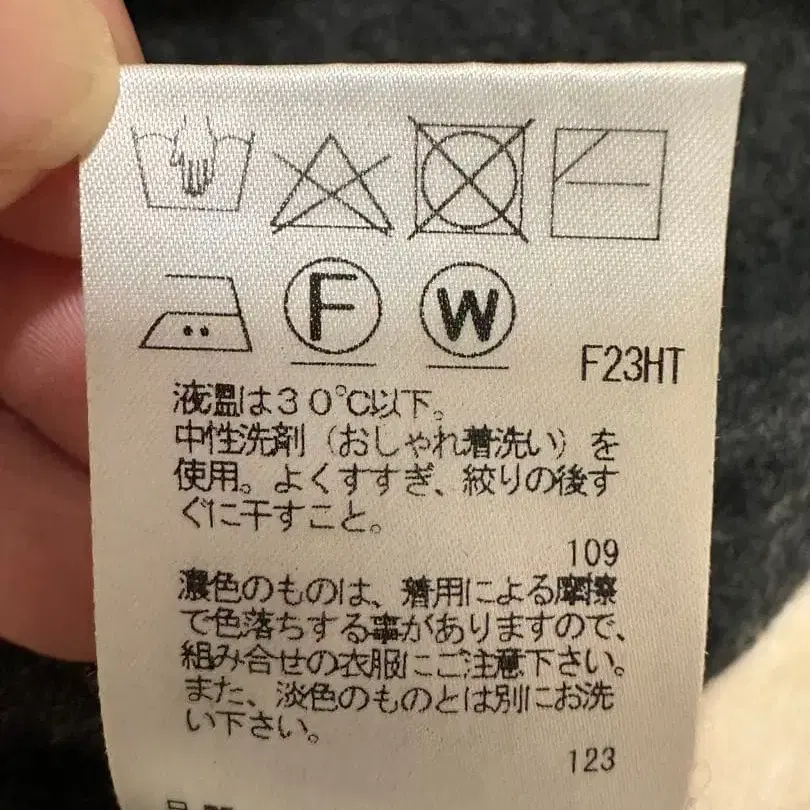 F W
F23HT
液温は３０℃以下。
中性洗剤（おしゃれ着洗い）を
使用。よくすすぎ、絞りの後す
ぐに干すこと。
109
濃色のものは、着用による摩擦
で色落ちする事がありますので、
組み合せの衣服にご注意下さい。
また、淡色のものとは別にお洗
い下さい。
123